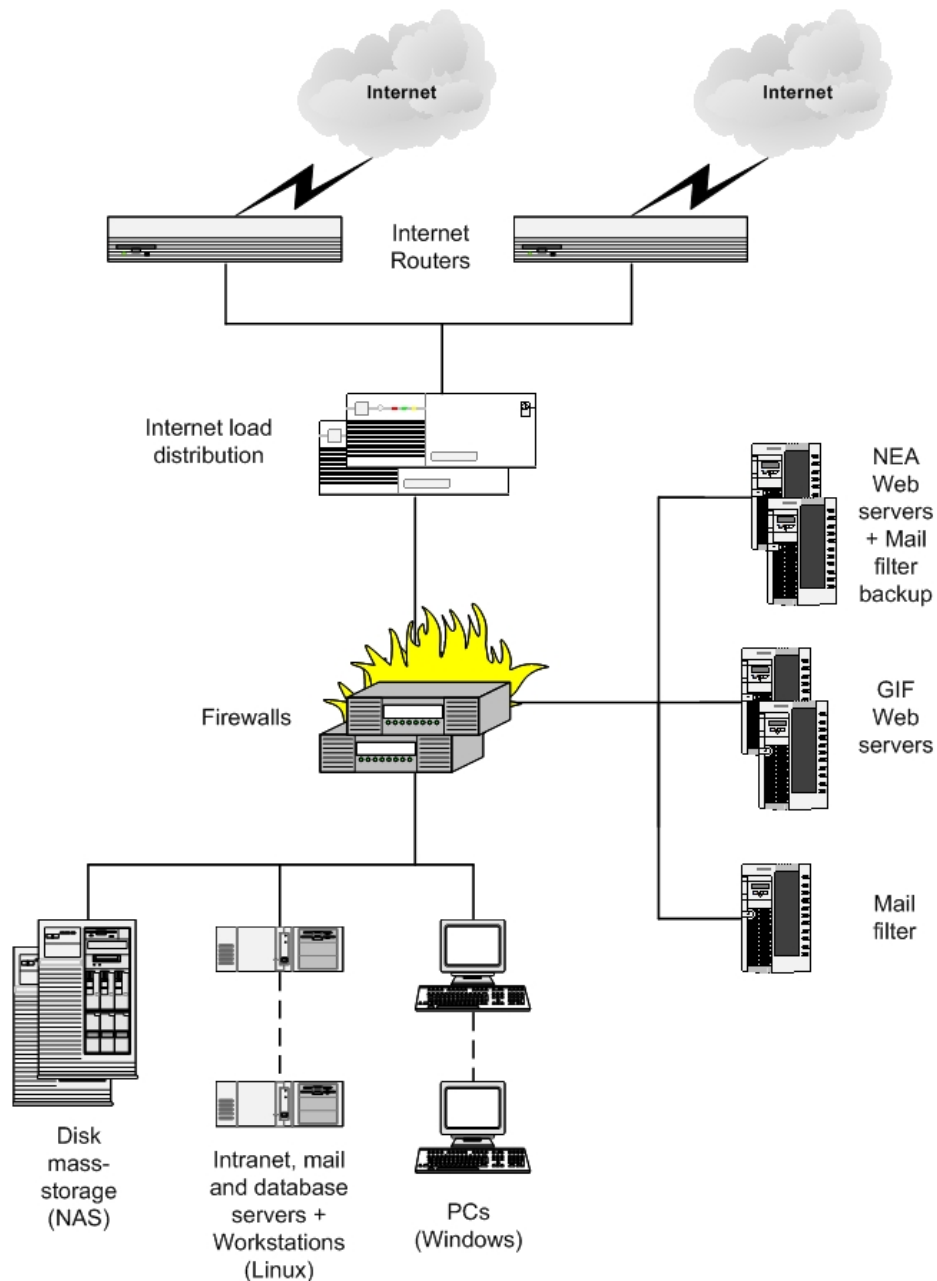 Internet
Internet
Internet
Routers
Internet load
distribution
NEA
Web
servers
+ Mail
filter
backup
Firewalls
GIF
Web
servers
Mail
filter
Disk
mass-
storage
(NAS)
Intranet, mail
and database
servers +
Workstations
(Linux)
PCs
(Windows)